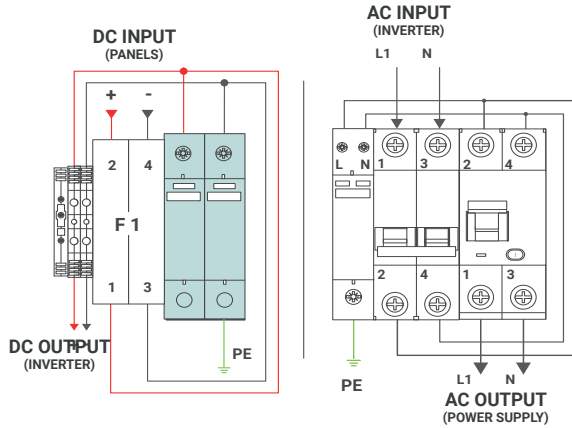 DC INPUT
(PANELS)
+ -
2 4
F 1
1 3
DC OUTPUT
+ -
(INVERTER)
PE
AC INPUT
(INVERTER)
L1 N
L N 1 3 2 4
2 4 1 3
PE
L1 N
AC OUTPUT
(POWER SUPPLY)